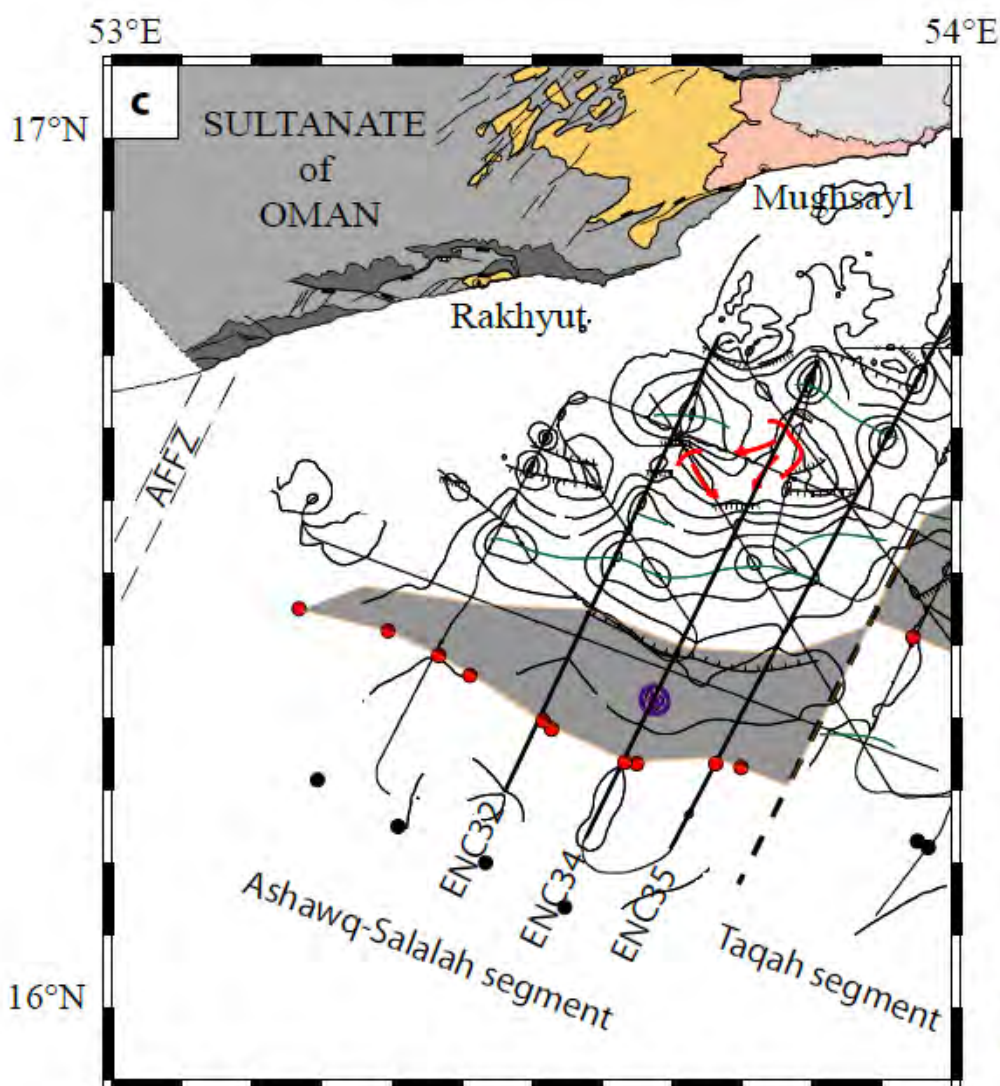 53°E
54°E
c
17°N
SULTANATE
of
OMAN
Mughsayl
Rakhyut
AFFZ
ENC32
ENC34
ENC35
Ashawq-Salalah segment
Taqah segment
16°N